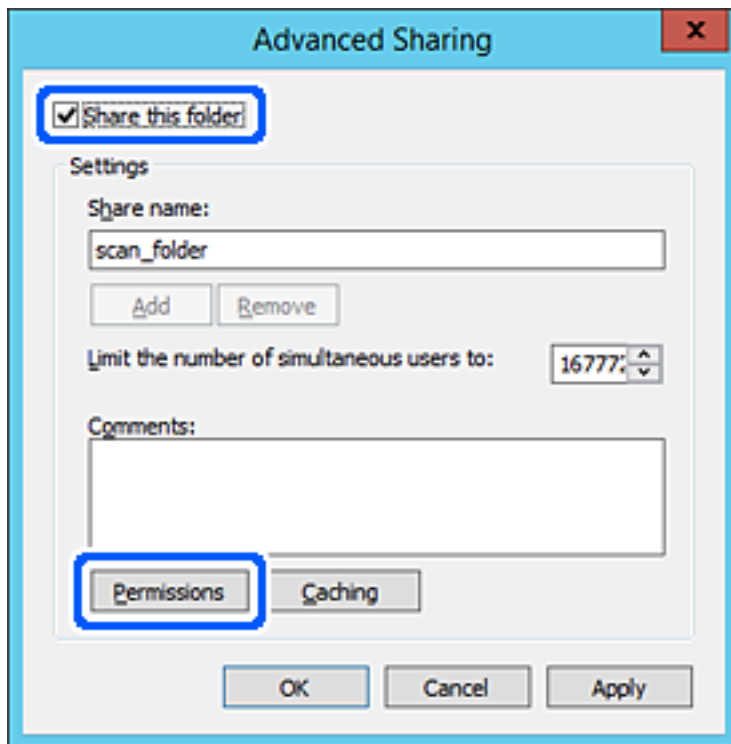 Advanced Sharing
Share this folder
Settings
Share name:
scan_folder
Add Remove
Limit the number of simultaneous users to:
Comments:
Permissions Caching
OK Cancel Apply